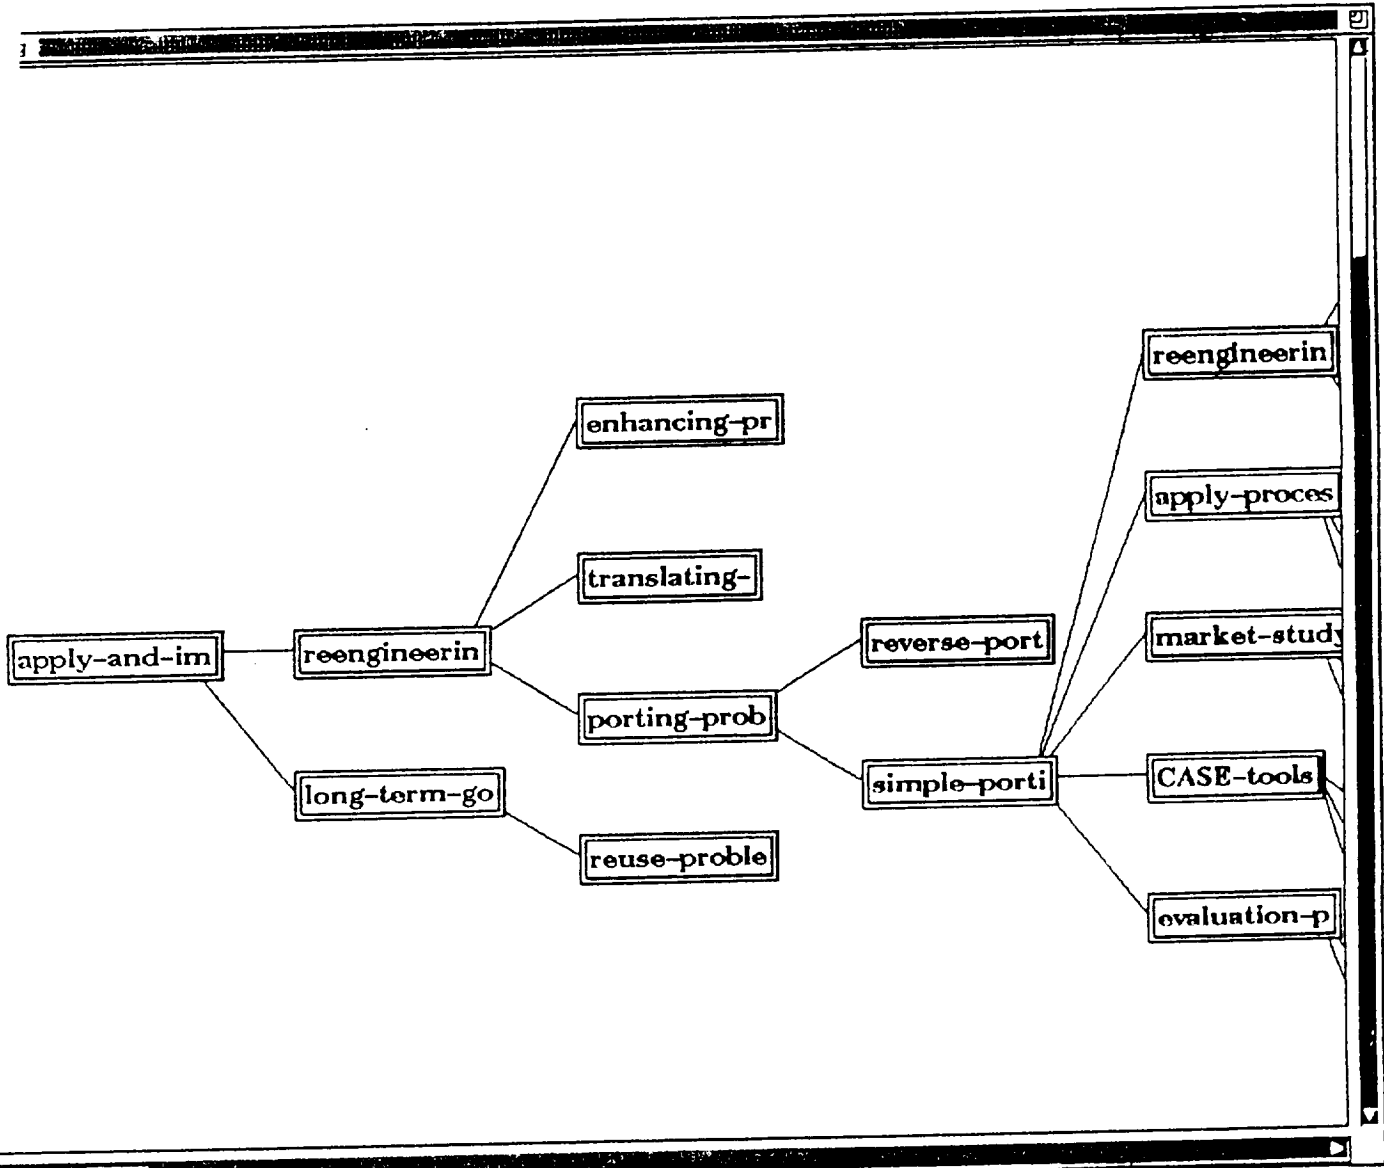 apply-and-im
reengineerin
long-term-go
enhancing-pr
translating-
porting-prob
reuse-proble
reverse-port
simple-porti
reengineerin
apply-proces
market-study
CASE-tools
evaluation-p